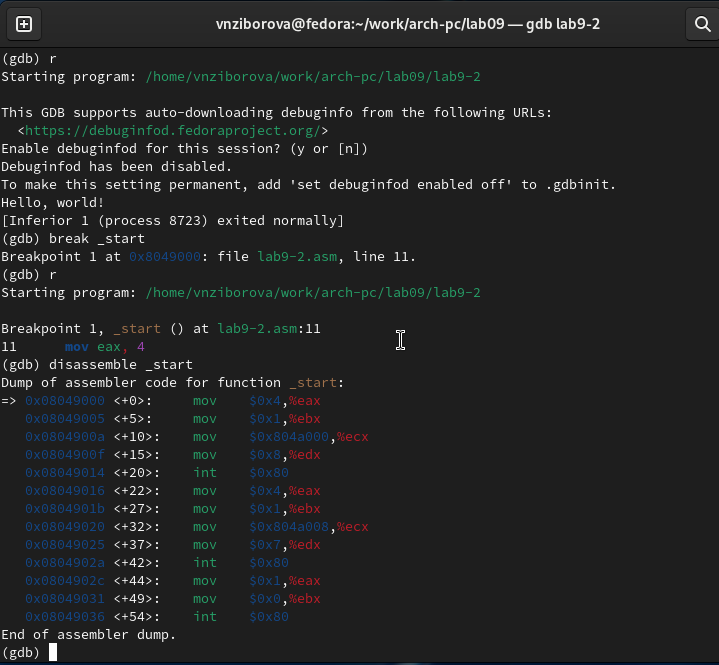 vnziborova@fedora:~/work/arch-pc/lab09 — gdb lab9-2
(gdb) r
Starting program: /home/vnziborova/work/arch-pc/lab09/lab9-2
This GDB supports auto-downloading debuginfo from the following URLs:
<https://debuginfod.fedoraproject.org/>
Enable debuginfod for this session? (y or [n])
Debuginfod has been disabled.
To make this setting permanent, add 'set debuginfod enabled off' to .gdbinit.
Hello, world!
[Inferior 1 (process 8723) exited normally]
(gdb) break _start
Breakpoint 1 at 0x8049000: file lab9-2.asm, line 11.
(gdb) r
Starting program: /home/vnziborova/work/arch-pc/lab09/lab9-2
Breakpoint 1, _start () at lab9-2.asm:11
11 mov eax, 4
(gdb) disassemble _start
Dump of assembler code for function _start:
=> 0x08049000 <+0>: mov $0x4,%eax
0x08049005 <+5>: mov $0x1,%ebx
0x0804900a <+10>: mov $0x804a000,%ecx
0x0804900f <+15>: mov $0x8,%edx
0x08049014 <+20>: int $0x80
0x08049016 <+22>: mov $0x4,%eax
0x0804901b <+27>: mov $0x1,%ebx
0x08049020 <+32>: mov $0x804a008,%ecx
0x08049025 <+37>: mov $0x7,%edx
0x0804902a <+42>: int $0x80
0x0804902c <+44>: mov $0x1,%eax
0x08049031 <+49>: mov $0x0,%ebx
0x08049036 <+54>: int $0x80
End of assembler dump.
(gdb)